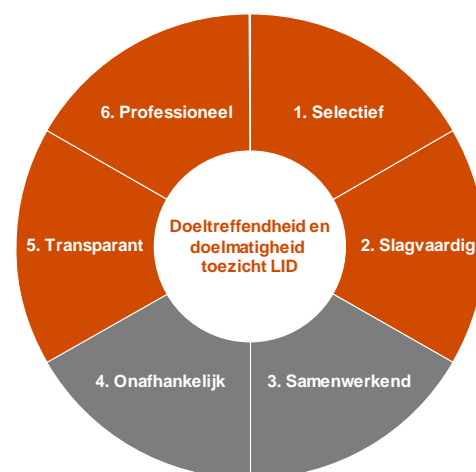 6. Professioneel
1. Selectief
Doeltreffendheid en
doelmatigheid
toezicht LID
5. Transparant
2. Slagvaardig
4. Onafhankelijk
3. Samenwerkend